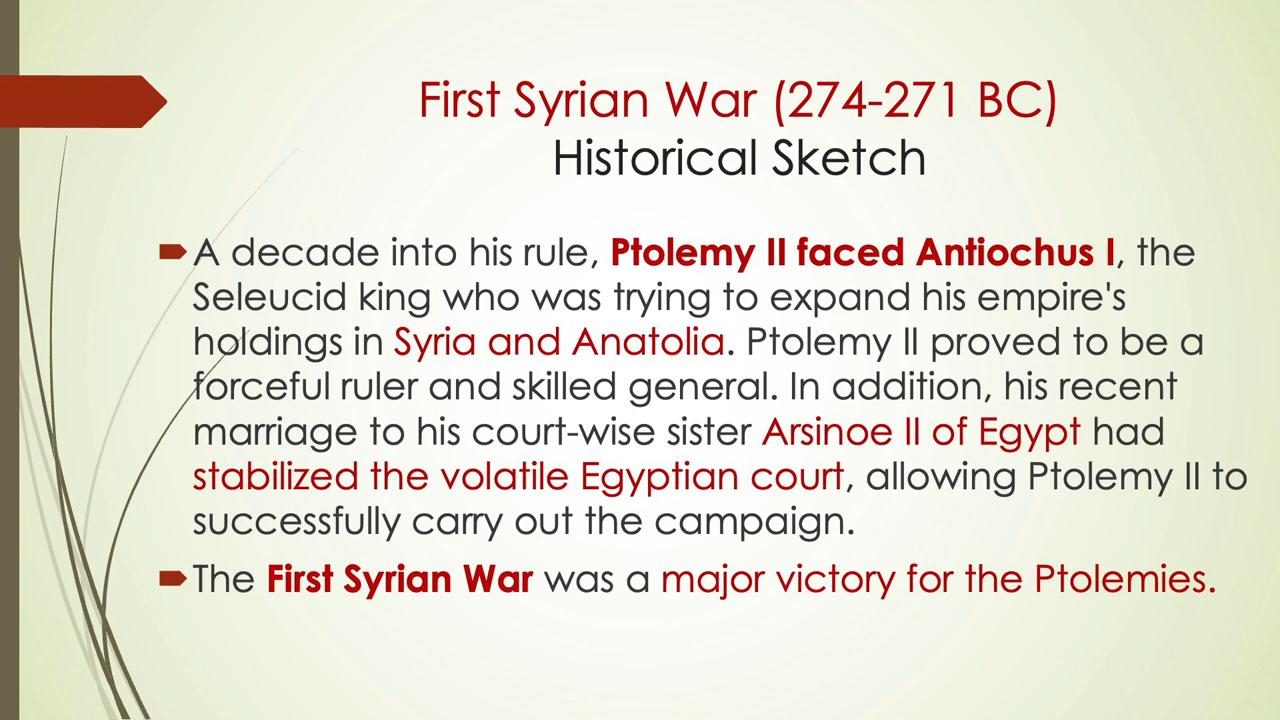 First Syrian War (274-271 BC)
Historical Sketch
A decade into his rule, Ptolemy II faced Antiochus I, the
Seleucid king who was trying to expand his empire's
holdings in Syria and Anatolia. Ptolemy II proved to be a
forceful ruler and skilled general. In addition, his recent
marriage to his court-wise sister Arsinoe II of Egypt had
stabilized the volatile Egyptian court, allowing Ptolemy II to
successfully carry out the campaign.
The First Syrian War was a major victory for the Ptolemies.